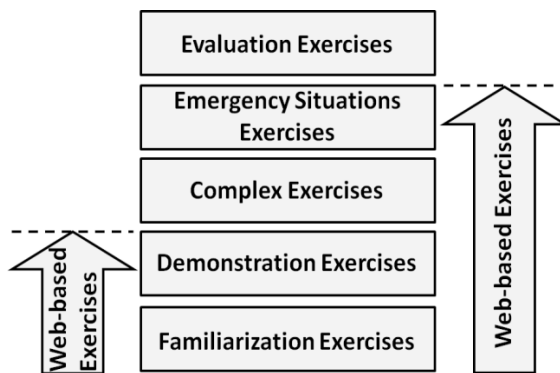 Evaluation Exercises
Emergency Situations
Exercises
Complex Exercises
Demonstration Exercises
Familiarization Exercises
Web-based
Exercises
Web-based Exercises